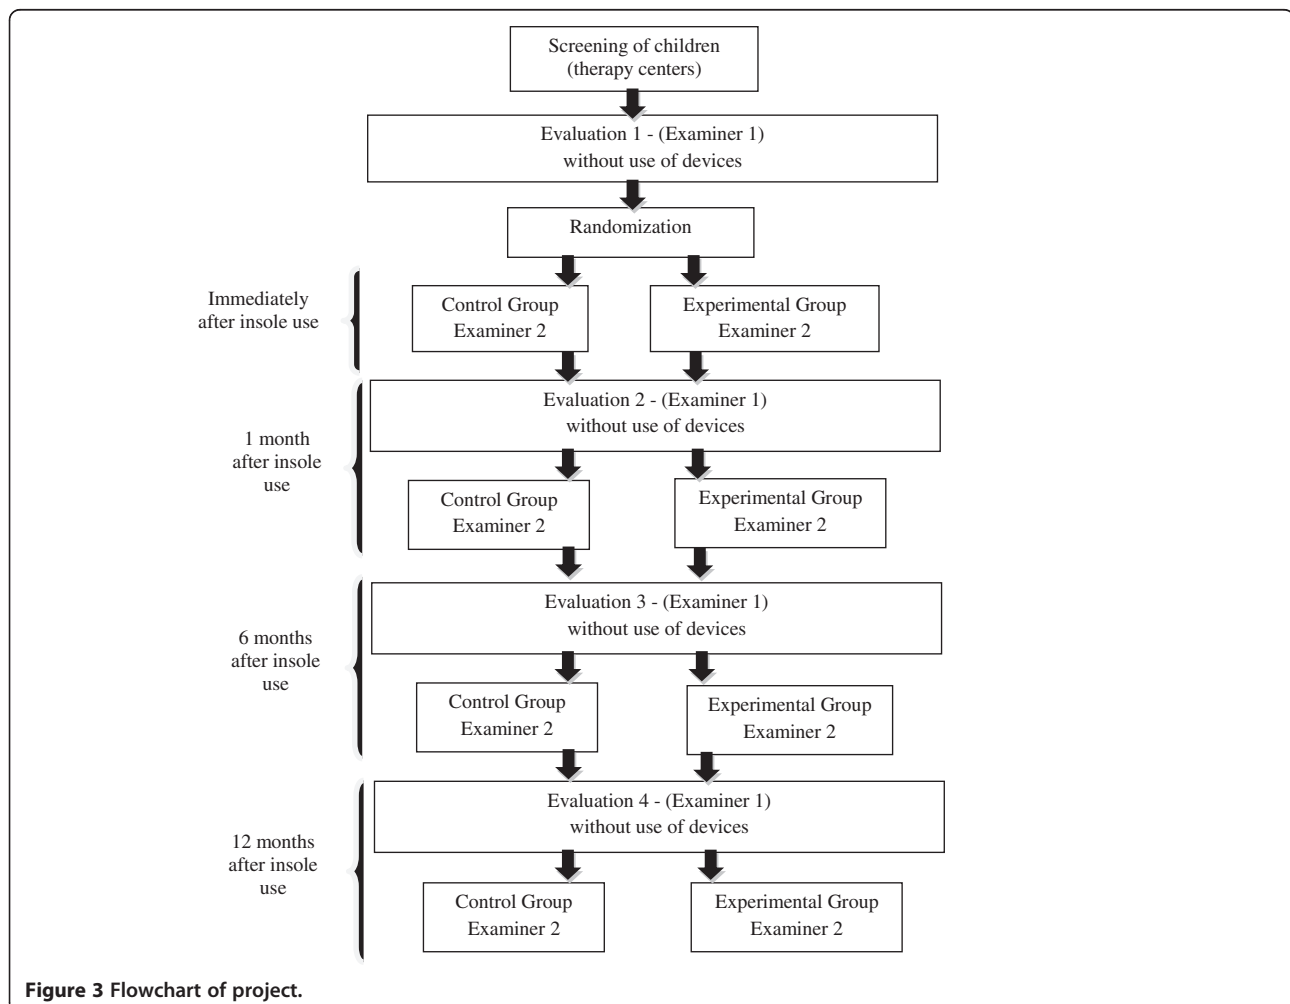 Screening of children
(therapy centers)
Evaluation 1 - (Examiner 1)
without use of devices
Randomization
Immediately
after insole use
Control Group
Examiner 2
Experimental Group
Examiner 2
1 month
after insole
use
Evaluation 2 - (Examiner 1)
without use of devices
Control Group
Examiner 2
Experimental Group
Examiner 2
6 months
after insole
use
Evaluation 3 - (Examiner 1)
without use of devices
Control Group
Examiner 2
Experimental Group
Examiner 2
12 months
after insole
use
Evaluation 4 - (Examiner 1)
without use of devices
Control Group
Examiner 2
Experimental Group
Examiner 2
Figure 3 Flowchart of project.